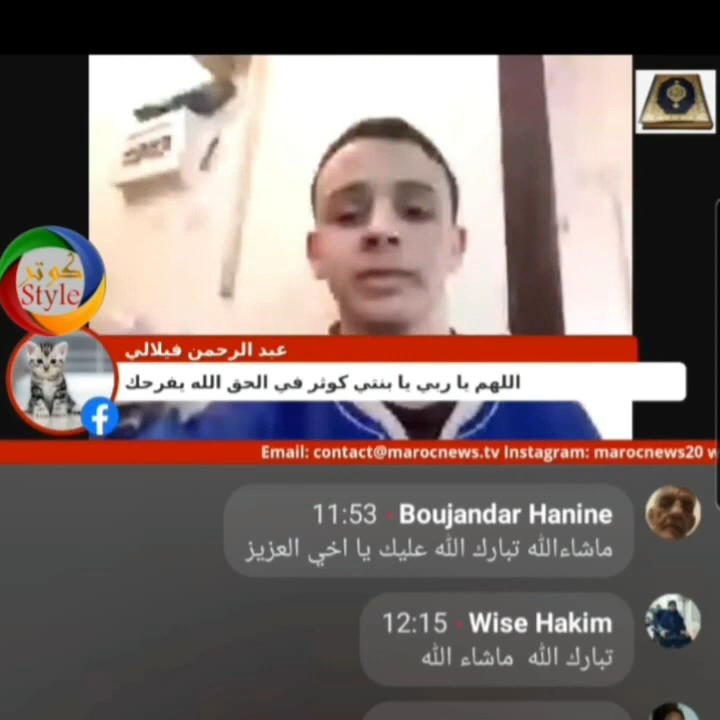 كوثر
Style
عبد الرحمن فيلالي
اللهم يا ربي يا بنتي كوثر في الحق الله يفرحك
Email: contact@marocnews.tv Instagram: marocnews20 w
11:53 · Boujandar Hanine
ماشاءالله تبارك الله عليك يا اخي العزيز
12:15 · Wise Hakim
تبارك الله ماشاء الله